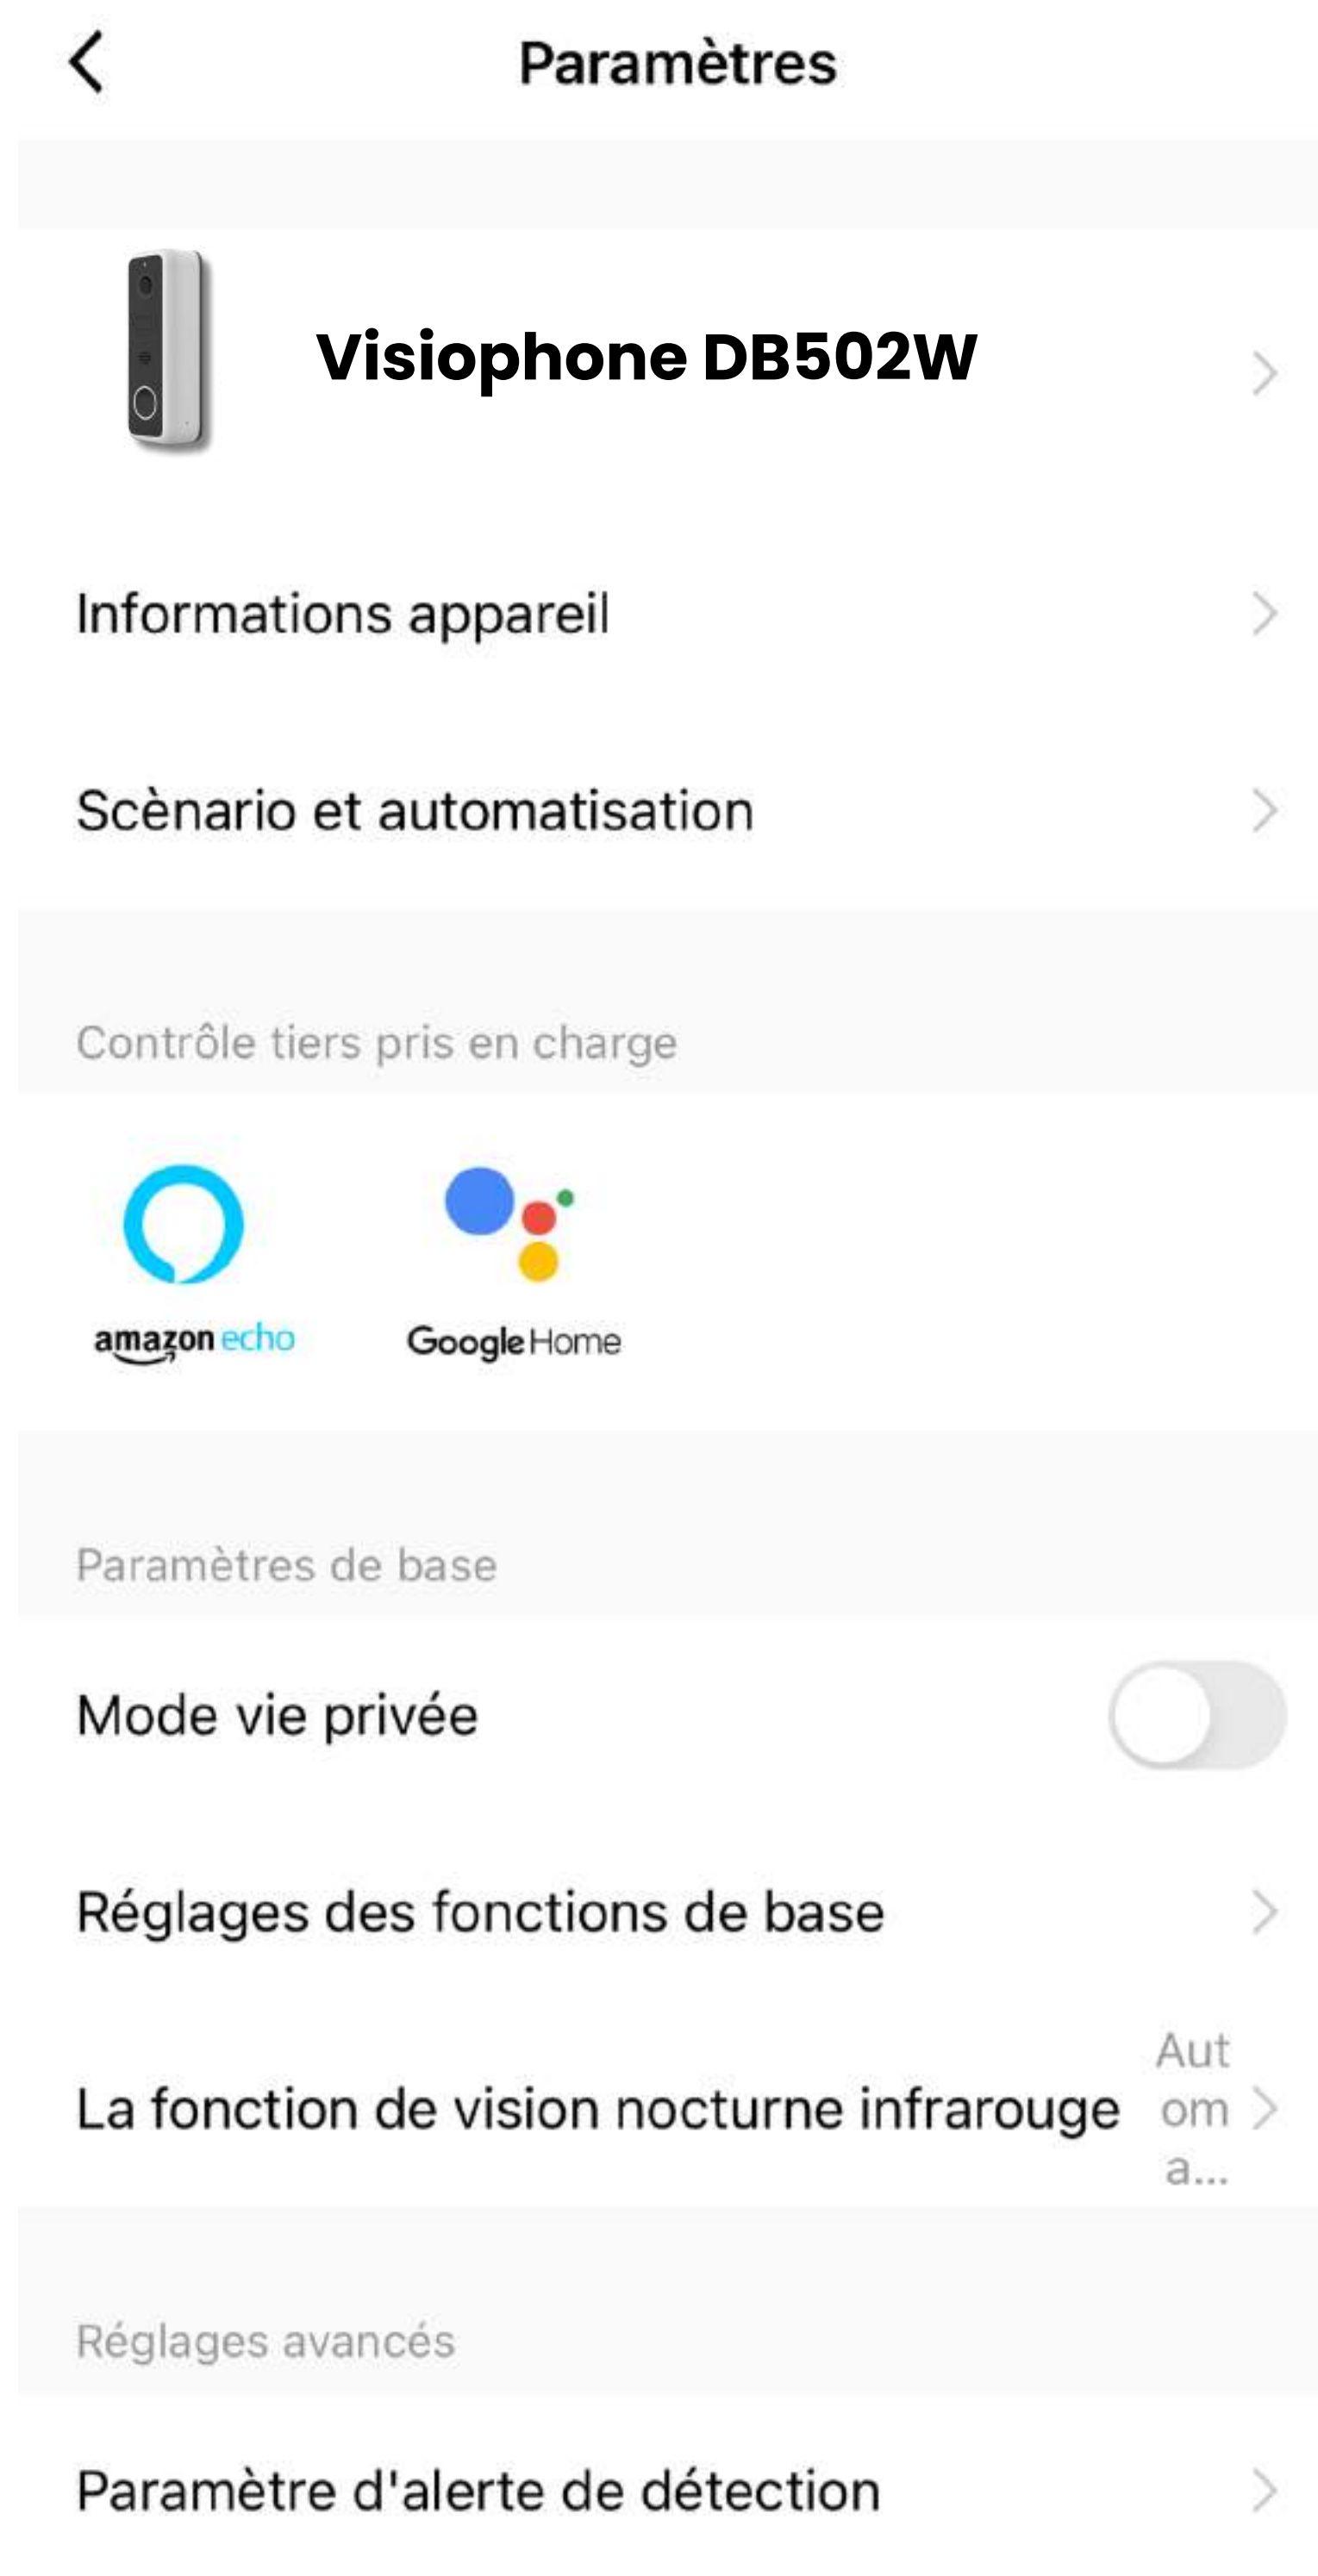 Paramètres
Visiophone DB502W
Informations appareil
Scènario et automatisation
Contrôle tiers pris en charge
amazon echo
Google Home
Paramètres de base
Mode vie privée
Réglages des fonctions de base
La fonction de vision nocturne infrarouge
Aut
om
a...
Réglages avancés
Paramètre d'alerte de détection